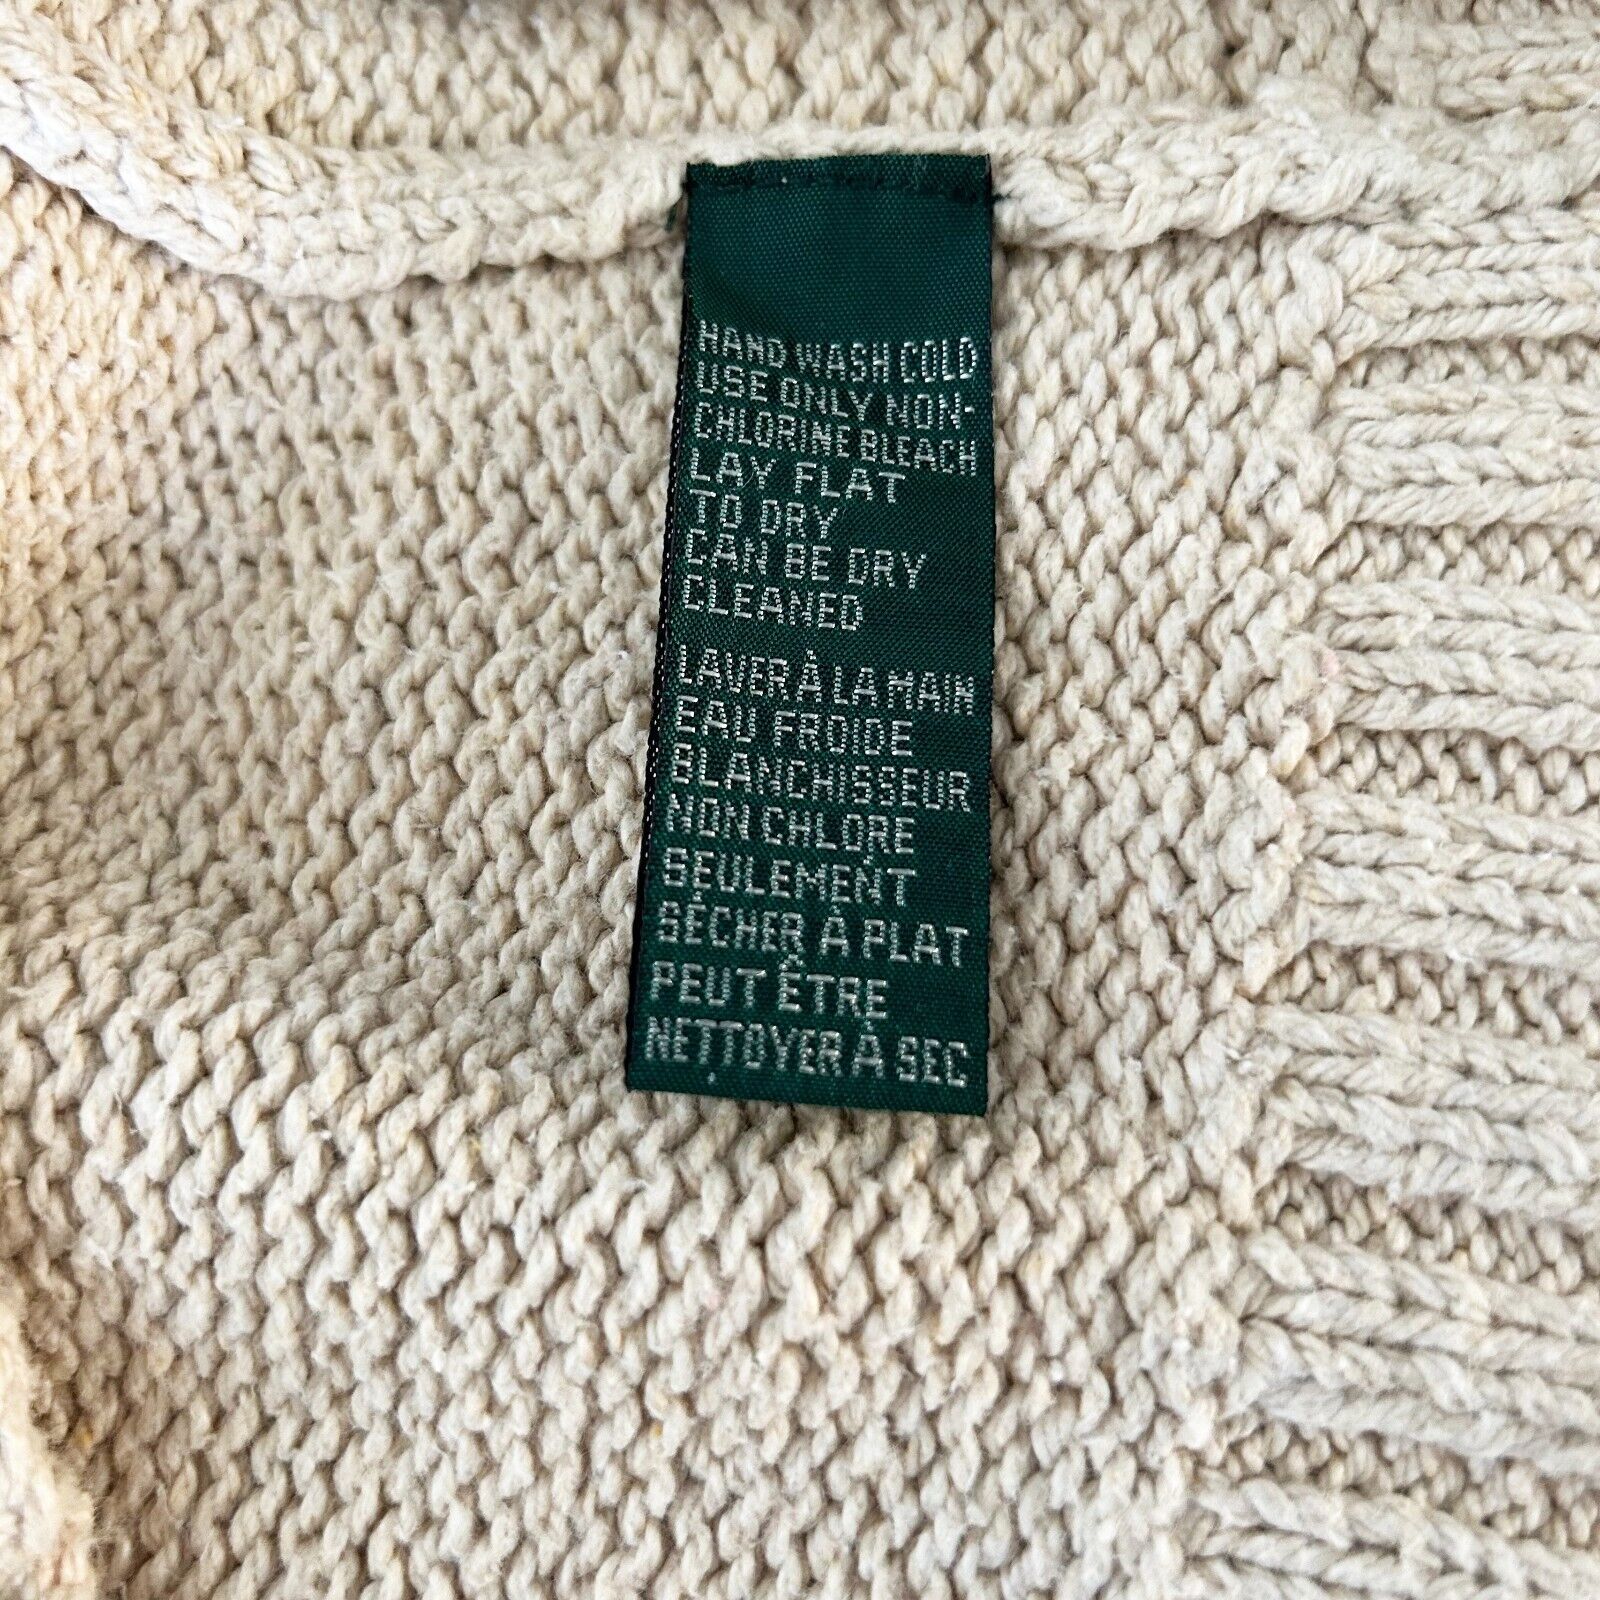 HAND WASH COLD
USE ONLY NON-
CHLORINE BLEACH
LAY FLAT
TO DRY
CAN BE DRY
CLEANED
LAVER À LA MAIN
EAU FROIDE
BLANCHISSEUR
NON CHLORE
SEULEMENT
SÉCHER À PLAT
PEUT ÊTRE
NETTOYER À SEC